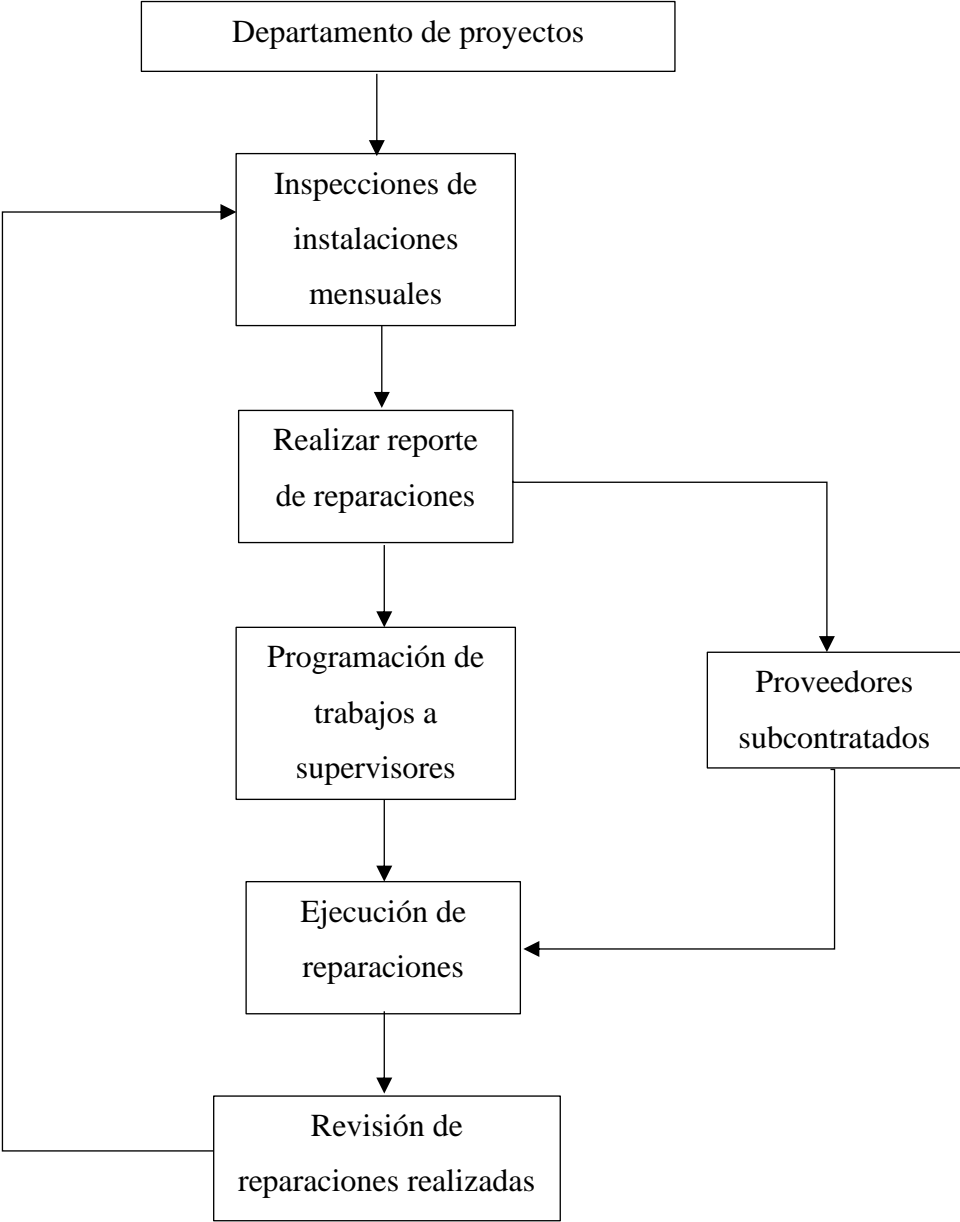 Departamento de proyectos
Inspecciones de
instalaciones
mensuales
Realizar reporte
de reparaciones
Programación de
trabajos a
supervisores
Proveedores
subcontratados
Ejecución de
reparaciones
Revisión de
reparaciones realizadas